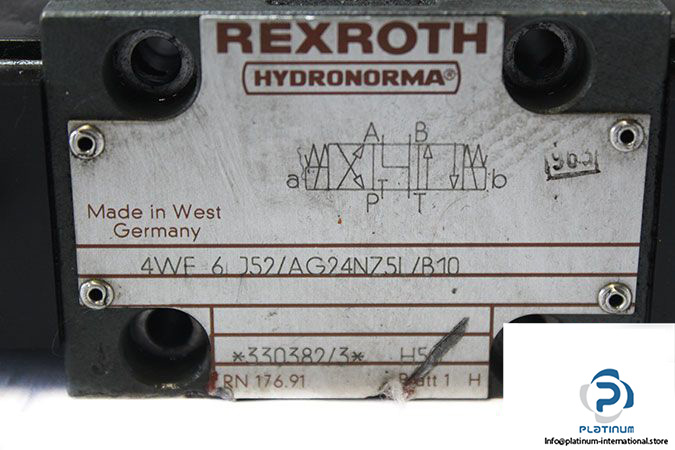 REXROTH
HYDRONORMA®
A B
a b
P T T
Made in West
Germany
4WE 6 J52/AG24NZ5L/B10
*330382/3*
RN 176.91 Blatt 1 H
PLATINUM
Info@platinum-international.store